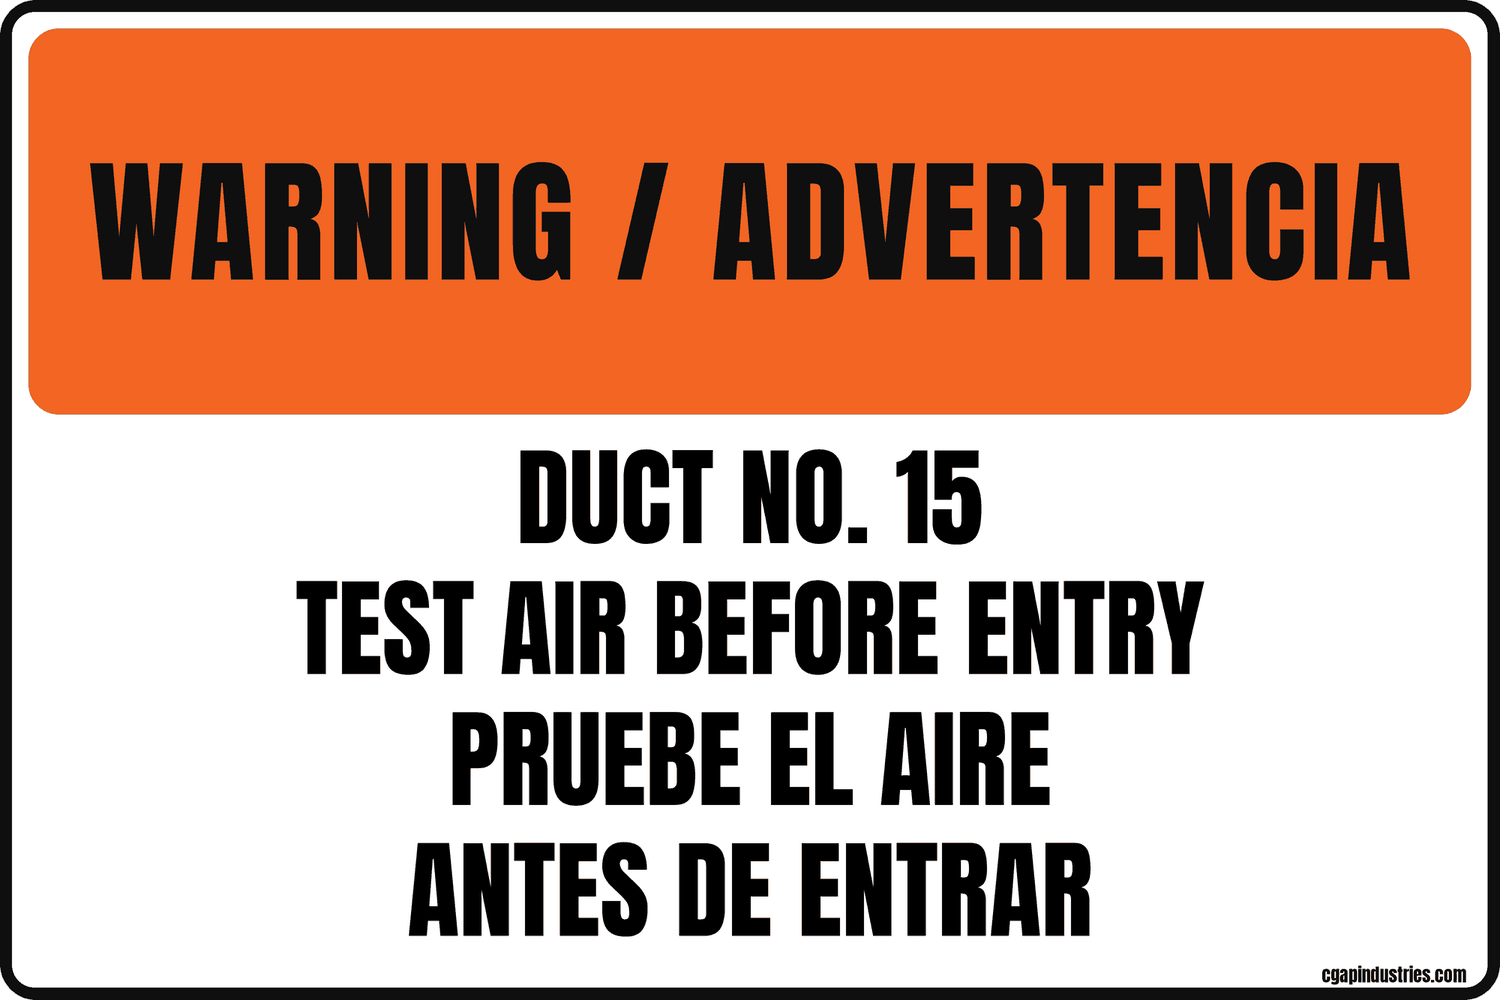 WARNING / ADVERTENCIA
DUCT NO. 15
TEST AIR BEFORE ENTRY
PRUEBE EL AIRE
ANTES DE ENTRAR
cgapindustries.com